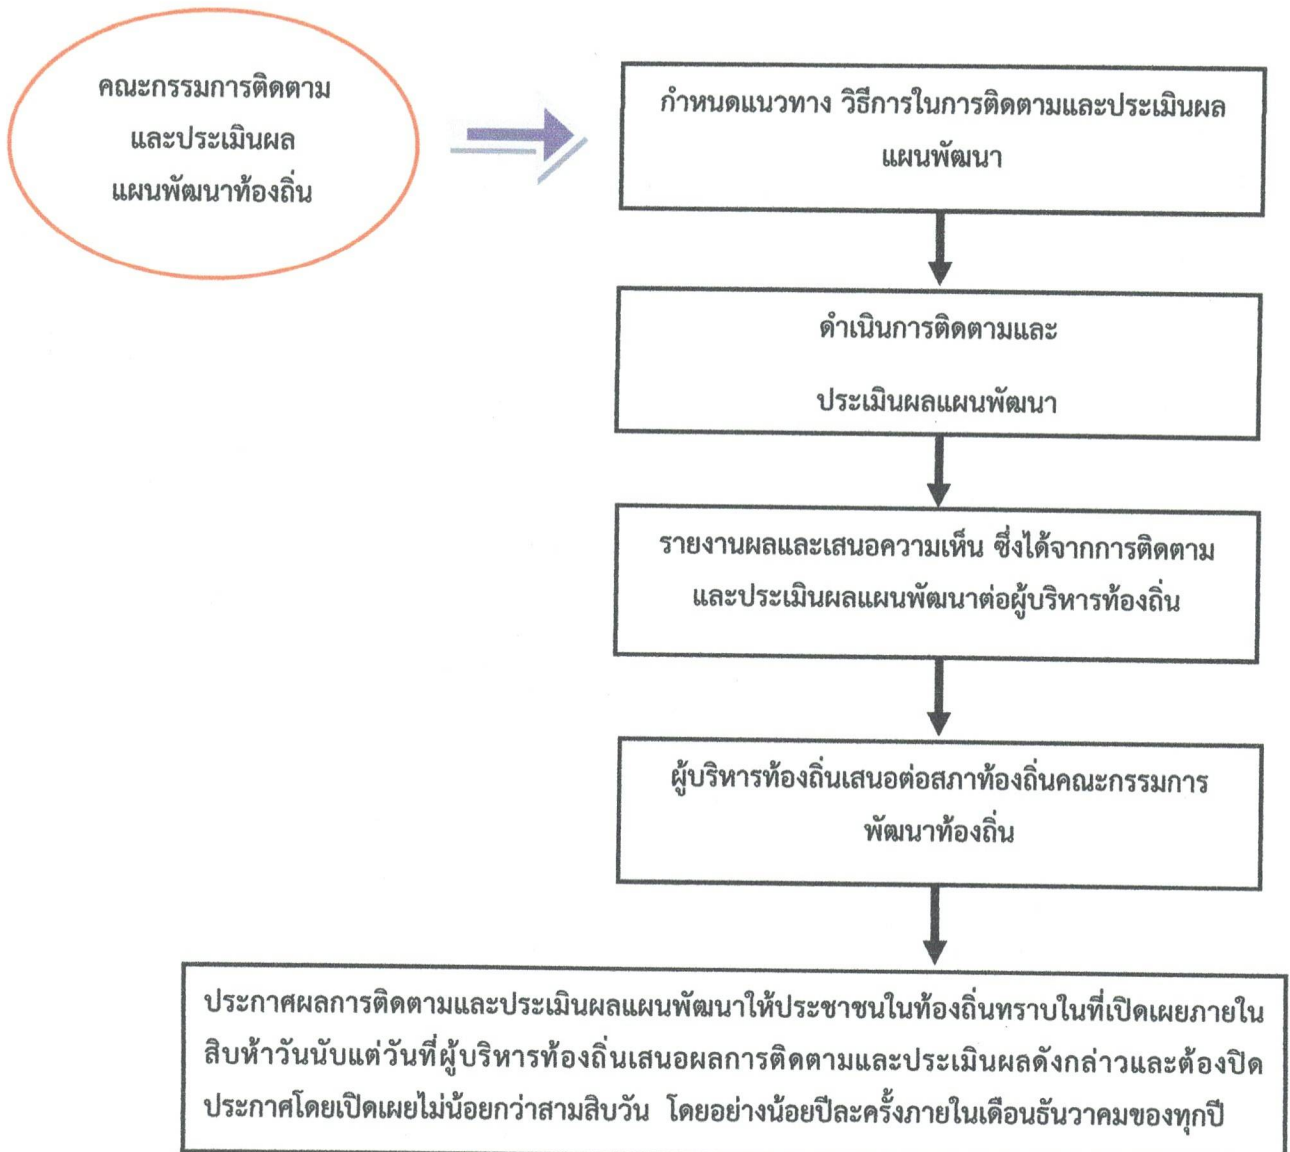 คณะกรรมการติดตาม
และประเมินผล
แผนพัฒนาท้องถิ่น
กำหนดแนวทาง วิธีการในการติดตามและประเมินผล
แผนพัฒนา
ดำเนินการติดตามและ
ประเมินผลแผนพัฒนา
รายงานผลและเสนอความเห็น ซึ่งได้จากการติดตาม
และประเมินผลแผนพัฒนาต่อผู้บริหารท้องถิ่น
ผู้บริหารท้องถิ่นเสนอต่อสภาท้องถิ่นคณะกรรมการ
พัฒนาท้องถิ่น
ประกาศผลการติดตามและประเมินผลแผนพัฒนาให้ประชาชนในท้องถิ่นทราบในที่เปิดเผยภายใน
สิบห้าวันนับแต่วันที่ผู้บริหารท้องถิ่นเสนอผลการติดตามและประเมินผลดังกล่าวและต้องปิด
ประกาศโดยเปิดเผยไม่น้อยกว่าสามสิบวัน โดยอย่างน้อยปีละครั้งภายในเดือนธันวาคมของทุกปี